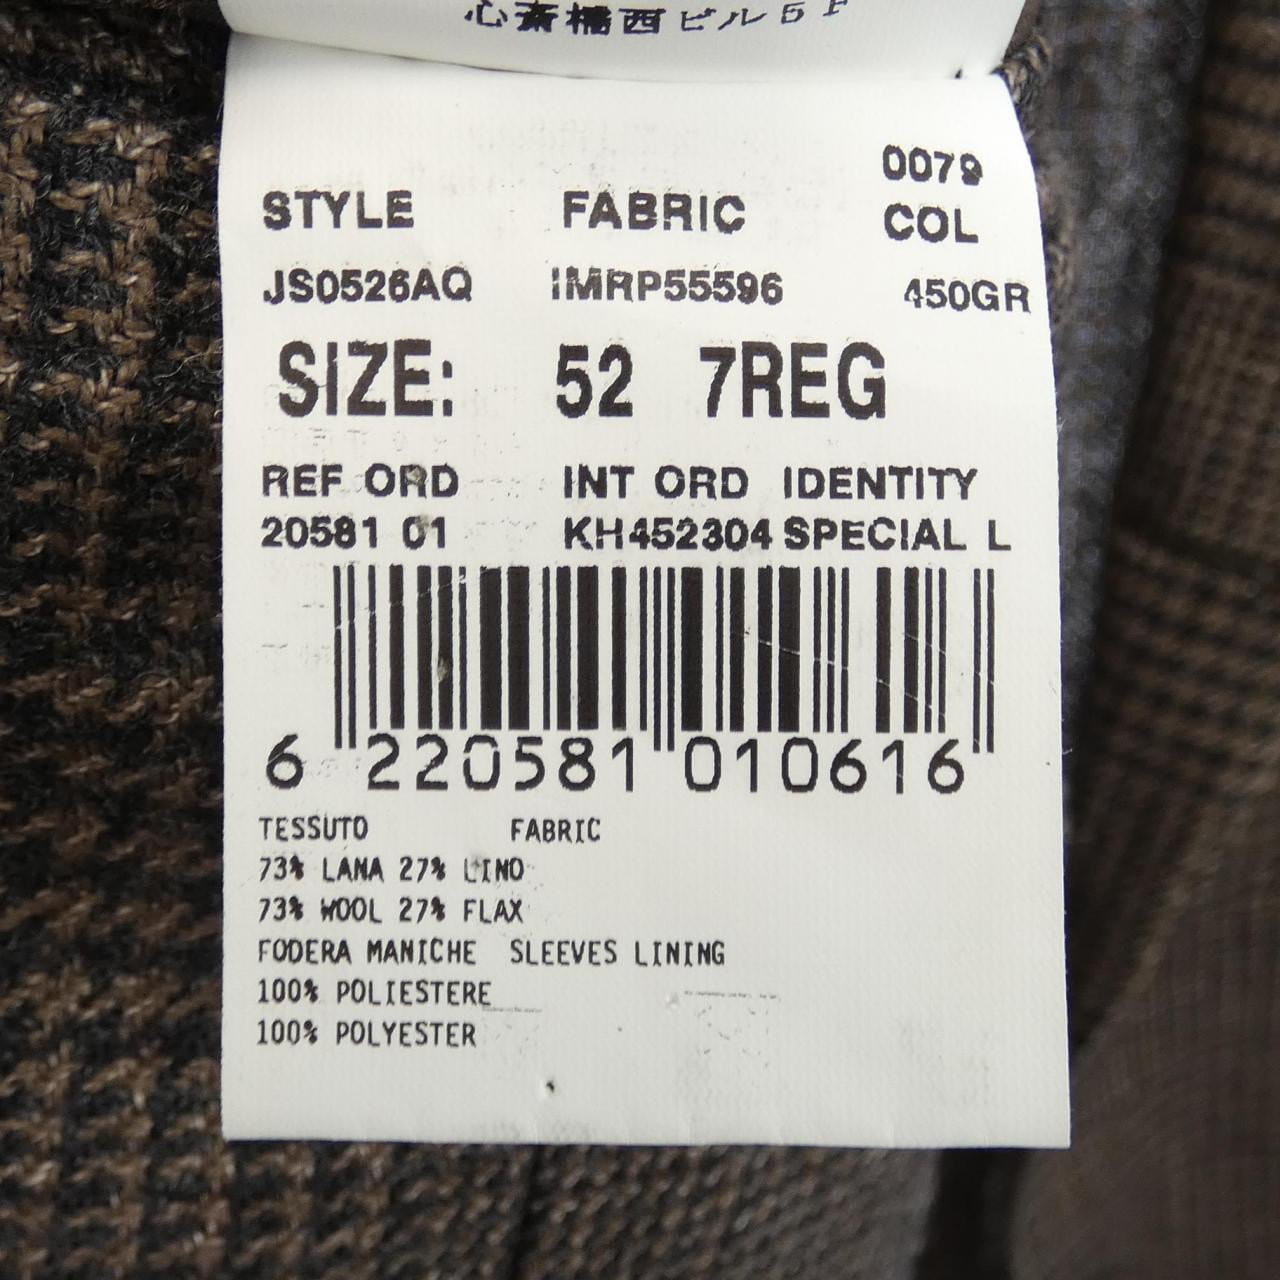 心斎橋西ビル5F
0079
STYLE FABRIC COL
JS0526AQ IMRP55596 450GR
SIZE: 52 7REG
REF ORD INT ORD IDENTITY
20581 01 KH452304 SPECIAL L
6 220581 010616
TESSUTO FABRIC
73% LANA 27% LINO
73% WOOL 27% FLAX
FODERA MANICHE SLEEVES LINING
100% POLIESTERE
100% POLYESTER